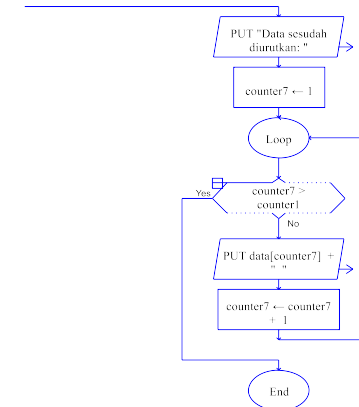 PUT "Data sesudah
diurutkan: "
counter7 ← 1
Loop
counter7 >
counter1
Yes
No
PUT data[counter7] +
" "
counter7 ← counter7
+ 1
End